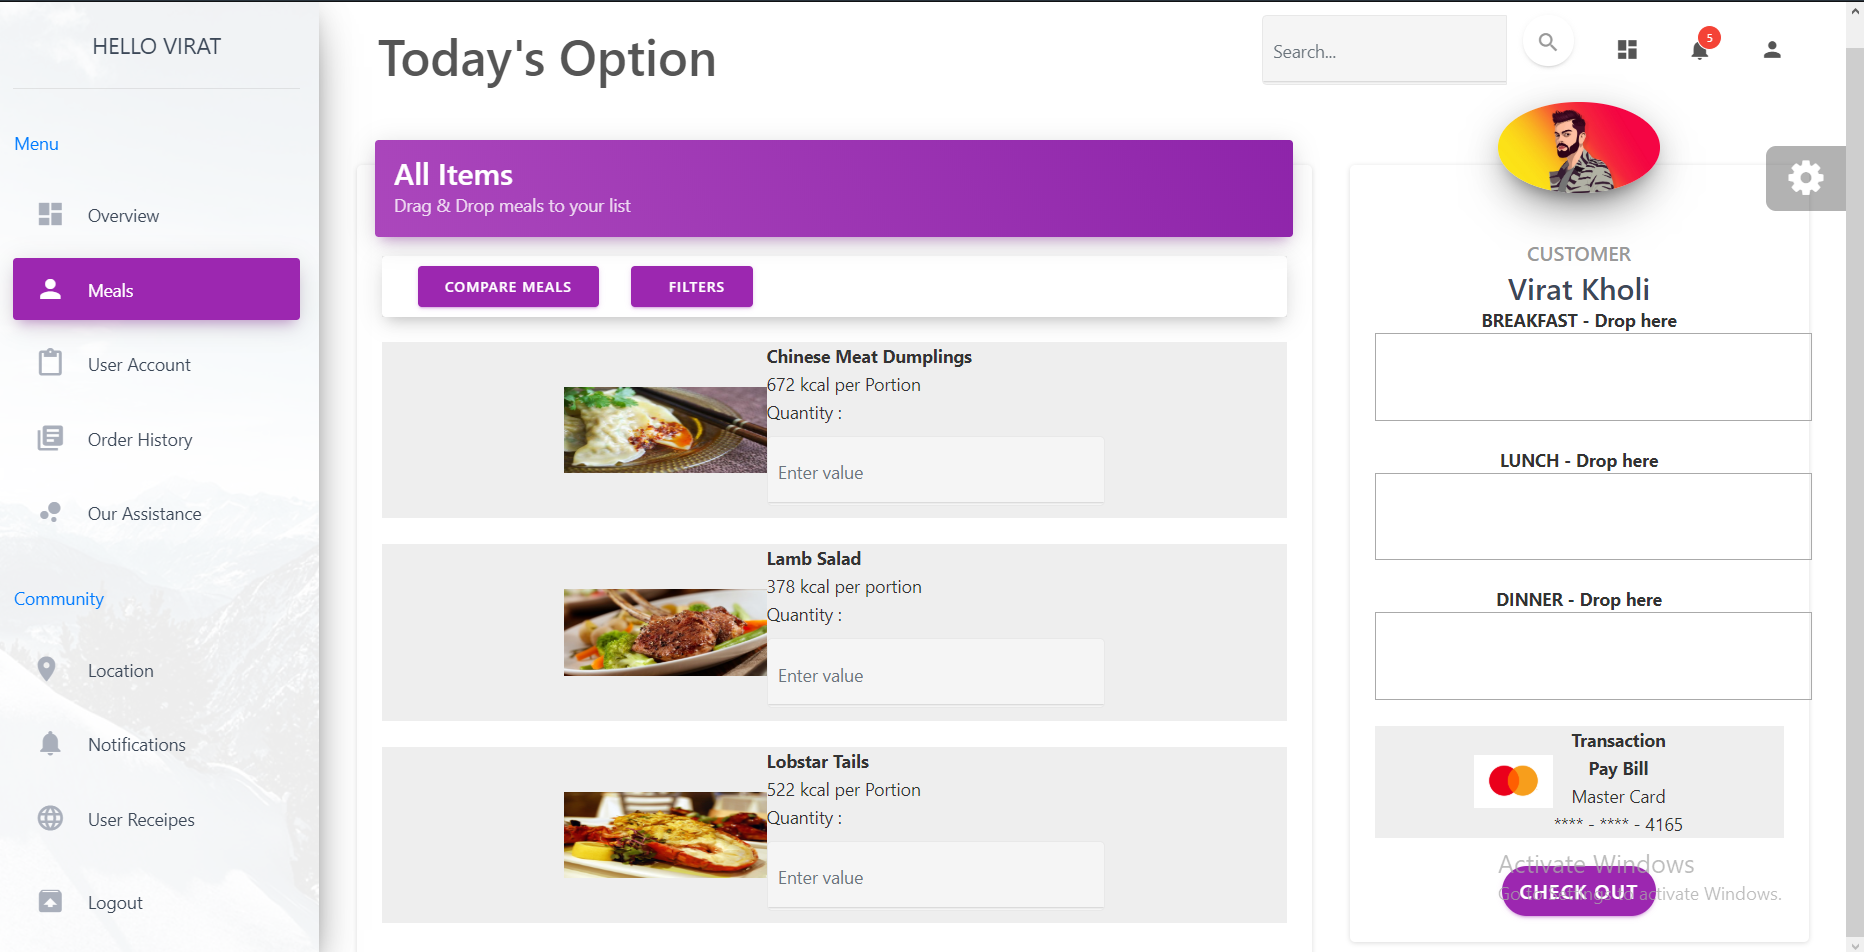 HELLO VIRAT
Menu
Overview
Meals
User Account
Order History
Our Assistance
Community
Location
Notifications
User Receipes
Logout
Today's Option
Search...
5
All Items
Drag & Drop meals to your list
COMPARE MEALS
FILTERS
Chinese Meat Dumplings
672 kcal per Portion
Quantity :
Enter value
Lamb Salad
378 kcal per portion
Quantity :
Enter value
Lobstar Tails
522 kcal per Portion
Quantity :
Enter value
CUSTOMER
Virat Kholi
BREAKFAST - Drop here
LUNCH - Drop here
DINNER - Drop here
Transaction
Pay Bill
Master Card
**** - **** - 4165
CHECK OUT
Activate Windows
Go to Settings to activate Windows.